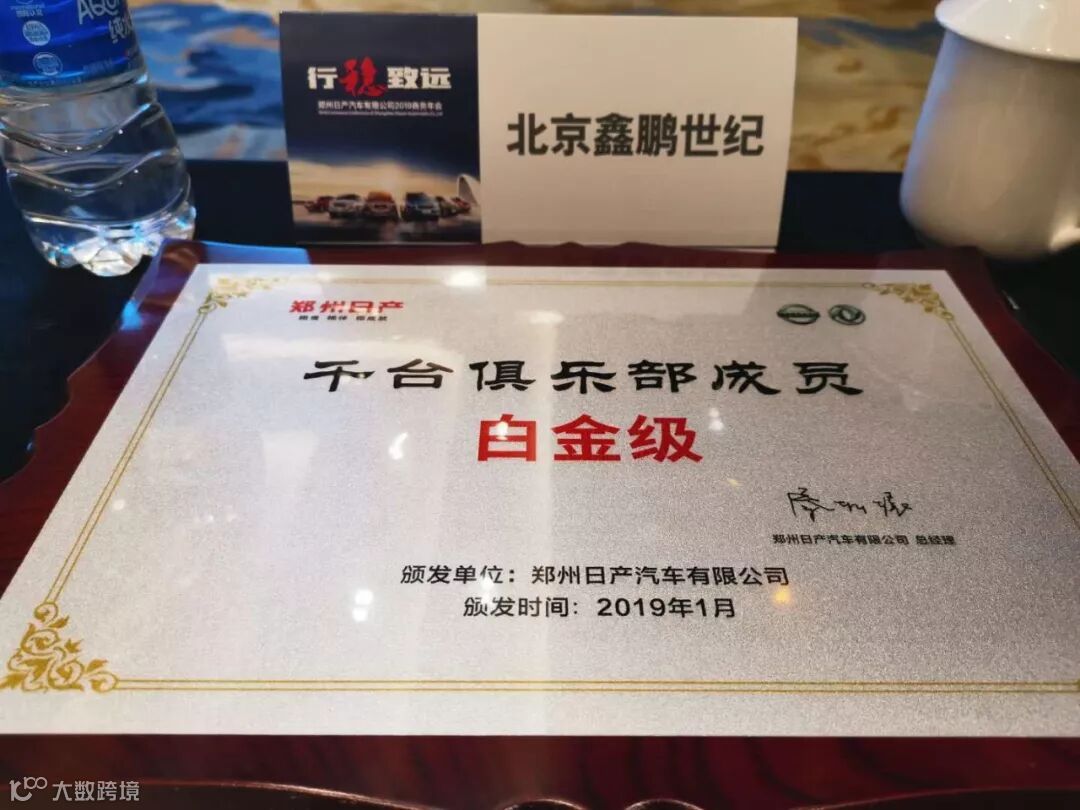 行稳致远
郑州日产汽车有限公司2019商务年会
北京鑫鹏世纪
郑州日产
千台俱乐部成员
白金级
郑州日产汽车有限公司 总经理
颁发单位：郑州日产汽车有限公司
颁发时间：2019年1月
大数跨境